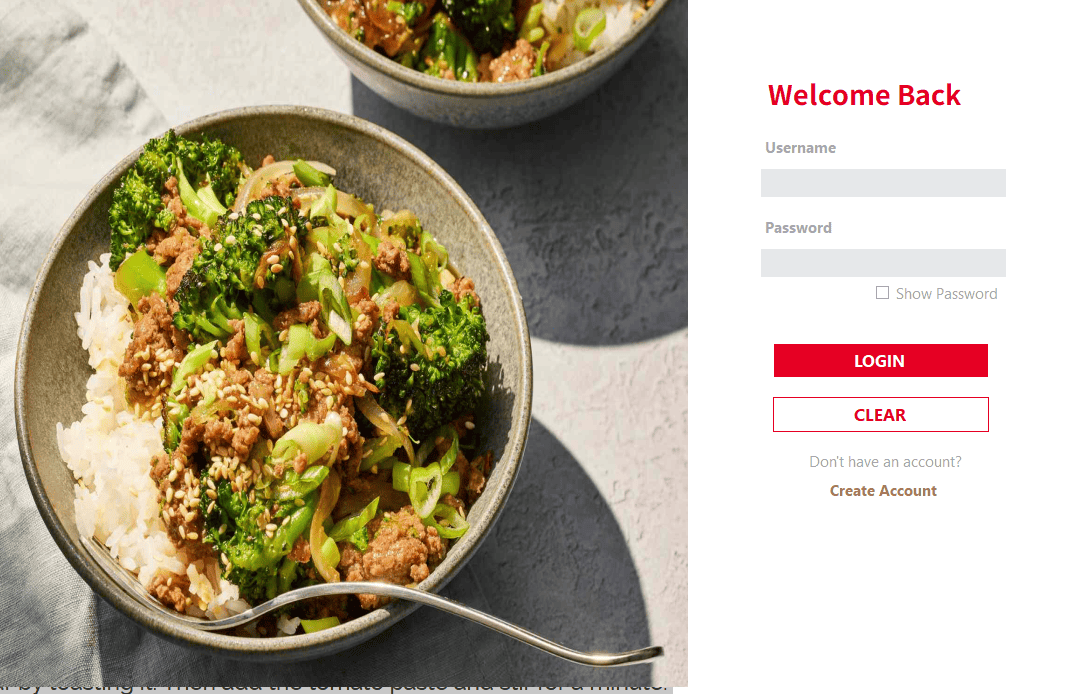 Welcome Back
Username
Password
Show Password
LOGIN
CLEAR
Don't have an account?
Create Account
by toasting it. Then add the tomato paste and stir for a minute.